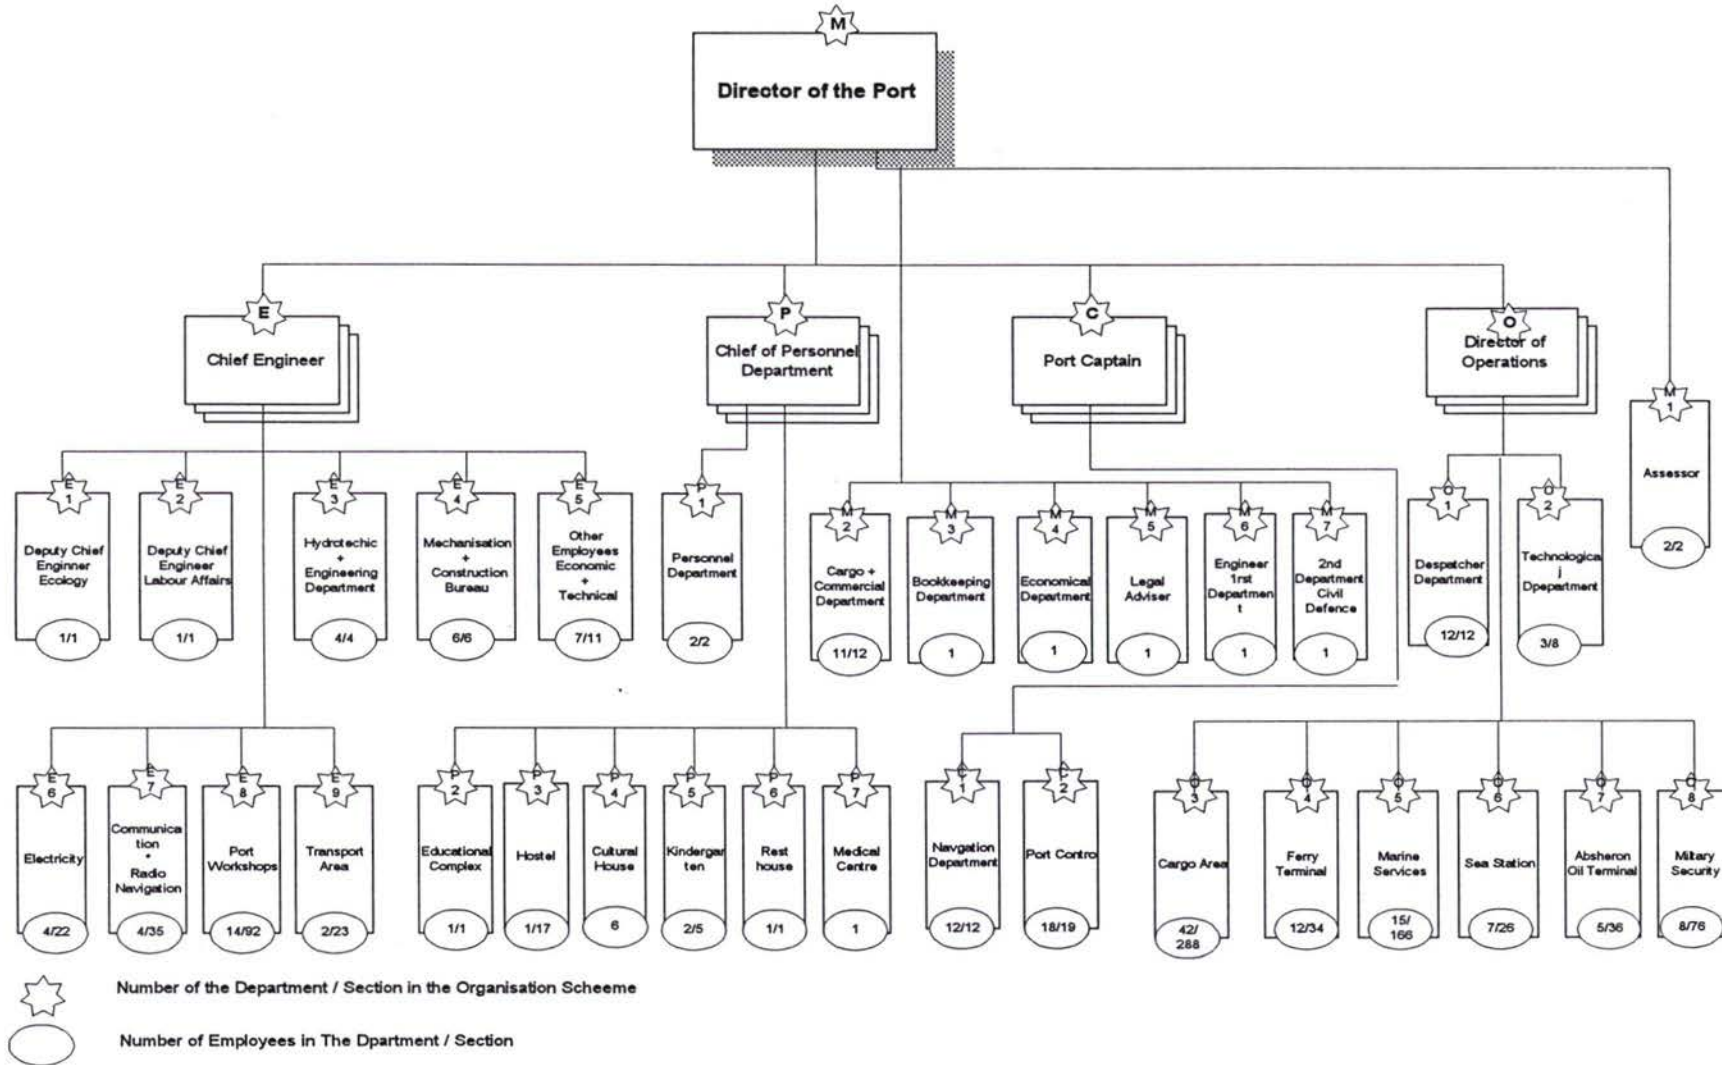 M
Director of the Port
E
Chief Engineer
P
Chief of Personnel
Department
C
Port Captain
O
Director of
Operations
M
1
Assessor
2/2
E
1
Deputy Chief
Enginner
Ecology
1/1
E
2
Deputy Chief
Engineer
Labour Affairs
1/1
E
3
Hydrotechic
+
Engineering
Department
4/4
E
4
Mechanisation
+
Construction
Bureau
6/6
E
5
Other
Employees
Economic
+
Technical
7/11
P
1
Personnel
Department
2/2
M
2
Cargo +
Commercial
Department
11/12
M
3
Bookkeeping
Department
1
M
4
Economical
Department
1
M
5
Legal
Adviser
1
M
6
Engineer
1rst
Departmen
t
1
M
7
2nd
Department
Civil
Defence
1
O
1
Despatcher
Department
12/12
O
2
Technologica
j
Dpepartment
3/8
E
6
Electricity
4/22
E
7
Communica
tion
+
Radio
Navigation
4/35
E
8
Port
Workshops
14/92
E
9
Transport
Area
2/23
P
2
Educational
Complex
1/1
P
3
Hostel
1/17
P
4
Cultural
House
6
P
5
Kindergar
ten
2/5
P
6
Rest
house
1/1
P
7
Medical
Centre
1
C
1
Navgation
Department
12/12
C
2
Port Contro
18/19
O
3
Cargo Area
42/
288
O
4
Ferry
Terminal
12/34
O
5
Marine
Services
15/
166
O
6
Sea Station
7/26
O
7
Absheron
Oil Terminal
5/36
O
8
Miltary
Security
8/76
Number of the Department / Section in the Organisation Scheeme
Number of Employees in The Dpartment / Section